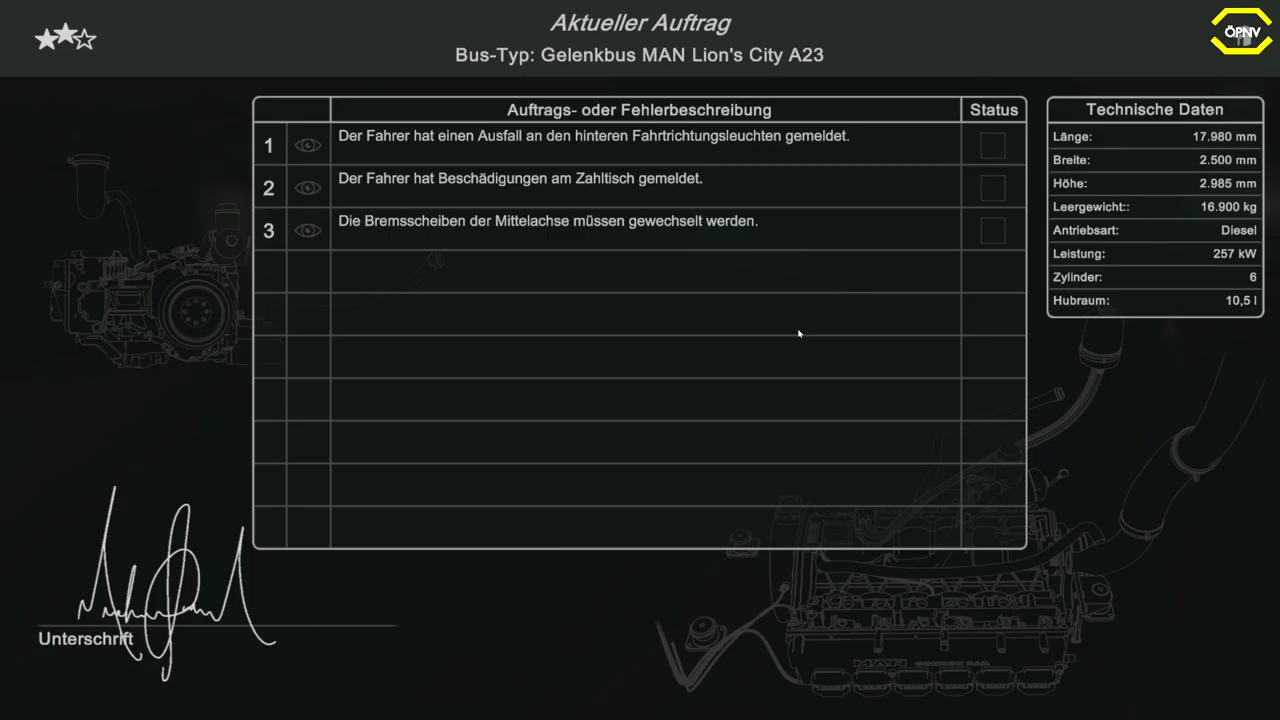 Aktueller Auftrag
Bus-Typ: Gelenkbus MAN Lion's City A23
ÖPNV
Auftrags- oder Fehlerbeschreibung
Status
1
Der Fahrer hat einen Ausfall an den hinteren Fahrtrichtungsleuchten gemeldet.
2
Der Fahrer hat Beschädigungen am Zahltisch gemeldet.
3
Die Bremsscheiben der Mittelachse müssen gewechselt werden.
Technische Daten
Länge: 17.980 mm
Breite: 2.500 mm
Höhe: 2.985 mm
Leergewicht:: 16.900 kg
Antriebsart: Diesel
Leistung: 257 kW
Zylinder: 6
Hubraum: 10,5 l
Unterschrift
MAN COMMON RAIL